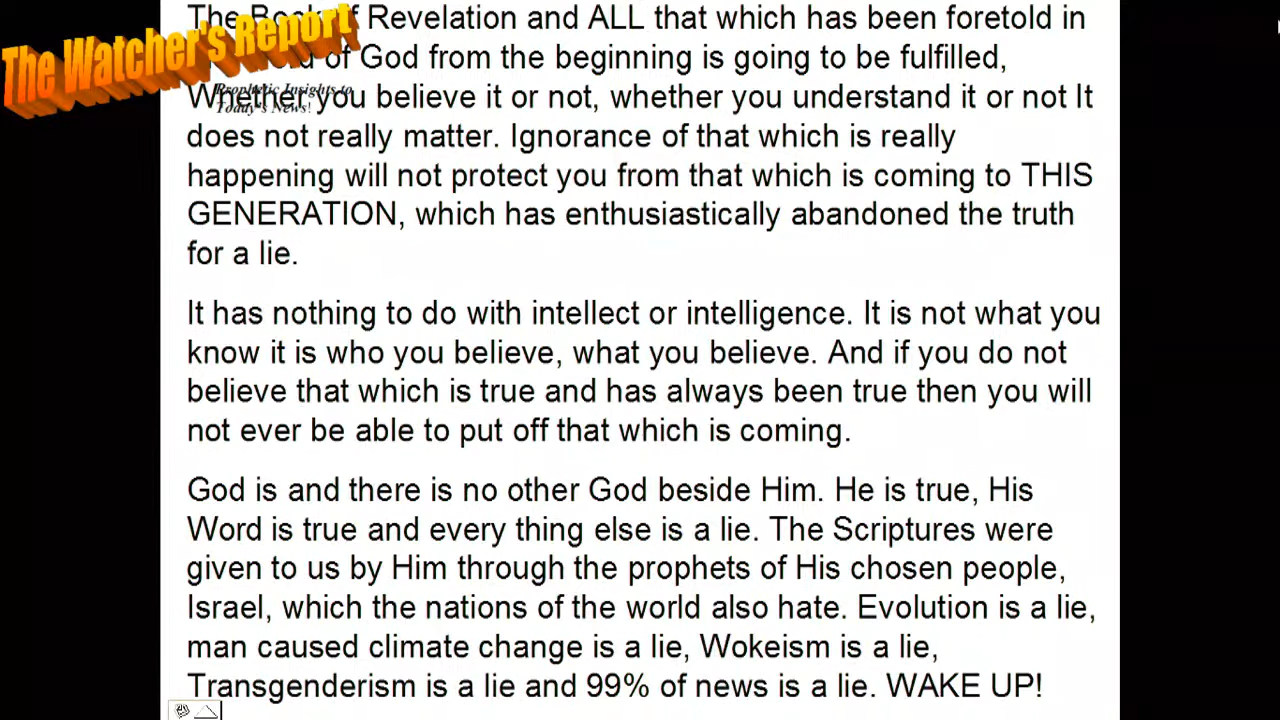 The Watcher's Report
Prophetic Insights to
Today's News!
The Book of Revelation and ALL that which has been foretold in
of God from the beginning is going to be fulfilled,
Whether you believe it or not, whether you understand it or not It
does not really matter. Ignorance of that which is really
happening will not protect you from that which is coming to THIS
GENERATION, which has enthusiastically abandoned the truth
for a lie.
It has nothing to do with intellect or intelligence. It is not what you
know it is who you believe, what you believe. And if you do not
believe that which is true and has always been true then you will
not ever be able to put off that which is coming.
God is and there is no other God beside Him. He is true, His
Word is true and every thing else is a lie. The Scriptures were
given to us by Him through the prophets of His chosen people,
Israel, which the nations of the world also hate. Evolution is a lie,
man caused climate change is a lie, Wokeism is a lie,
Transgenderism is a lie and 99% of news is a lie. WAKE UP!